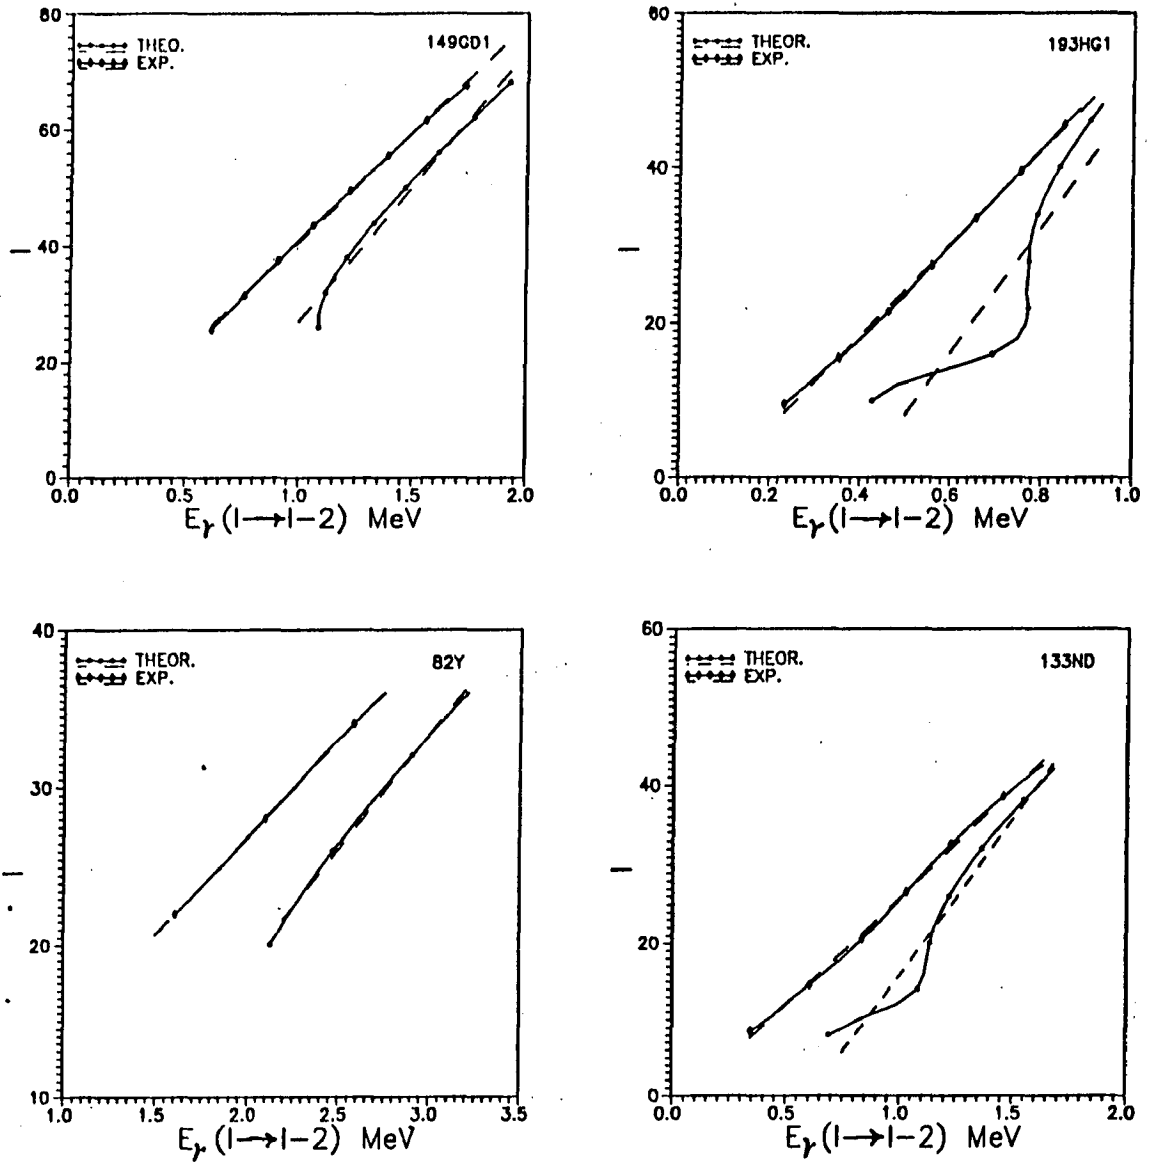 80
60
40
20
0
THEO.
EXP.
149GD1
I
0.0 0.5 1.0 1.5 2.0
Eγ(I→I-2) MeV
60
40
20
0
THEOR.
EXP.
193HG1
I
0.0 0.2 0.4 0.6 0.8 1.0
Eγ(I→I-2) MeV
40
30
20
10
THEOR.
EXP.
82Y
I
1.0 1.5 2.0 2.5 3.0 3.5
Eγ(I→I-2) MeV
60
40
20
0
THEOR.
EXP.
133ND
I
0.0 0.5 1.0 1.5 2.0
Eγ(I→I-2) MeV